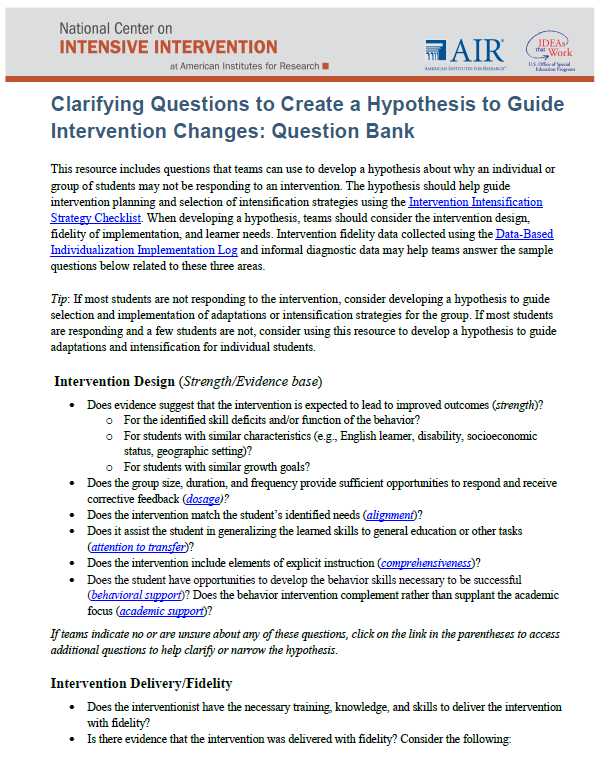 National Center on
INTENSIVE INTERVENTION
at American Institutes for Research
AIR®
AMERICAN INSTITUTES FOR RESEARCH®
IDEAs
that
Work
U.S. Office of Special
Education Programs
Clarifying Questions to Create a Hypothesis to Guide
Intervention Changes: Question Bank
This resource includes questions that teams can use to develop a hypothesis about why an individual or
group of students may not be responding to an intervention. The hypothesis should help guide
intervention planning and selection of intensification strategies using the Intervention Intensification
Strategy Checklist. When developing a hypothesis, teams should consider the intervention design,
fidelity of implementation, and learner needs. Intervention fidelity data collected using the Data-Based
Individualization Implementation Log and informal diagnostic data may help teams answer the sample
questions below related to these three areas.
Tip: If most students are not responding to the intervention, consider developing a hypothesis to guide
selection and implementation of adaptations or intensification strategies for the group. If most students
are responding and a few students are not, consider using this resource to develop a hypothesis to guide
adaptations and intensification for individual students.
Intervention Design (Strength/Evidence base)
• Does evidence suggest that the intervention is expected to lead to improved outcomes (strength)?
o For the identified skill deficits and/or function of the behavior?
o For students with similar characteristics (e.g., English learner, disability, socioeconomic
status, geographic setting)?
o For students with similar growth goals?
• Does the group size, duration, and frequency provide sufficient opportunities to respond and receive
corrective feedback (dosage)?
• Does the intervention match the student's identified needs (alignment)?
• Does it assist the student in generalizing the learned skills to general education or other tasks
(attention to transfer)?
• Does the intervention include elements of explicit instruction (comprehensiveness)?
• Does the student have opportunities to develop the behavior skills necessary to be successful
(behavioral support)? Does the behavior intervention complement rather than supplant the academic
focus (academic support)?
If teams indicate no or are unsure about any of these questions, click on the link in the parentheses to access
additional questions to help clarify or narrow the hypothesis.
Intervention Delivery/Fidelity
• Does the interventionist have the necessary training, knowledge, and skills to deliver the intervention
with fidelity?
• Is there evidence that the intervention was delivered with fidelity? Consider the following: